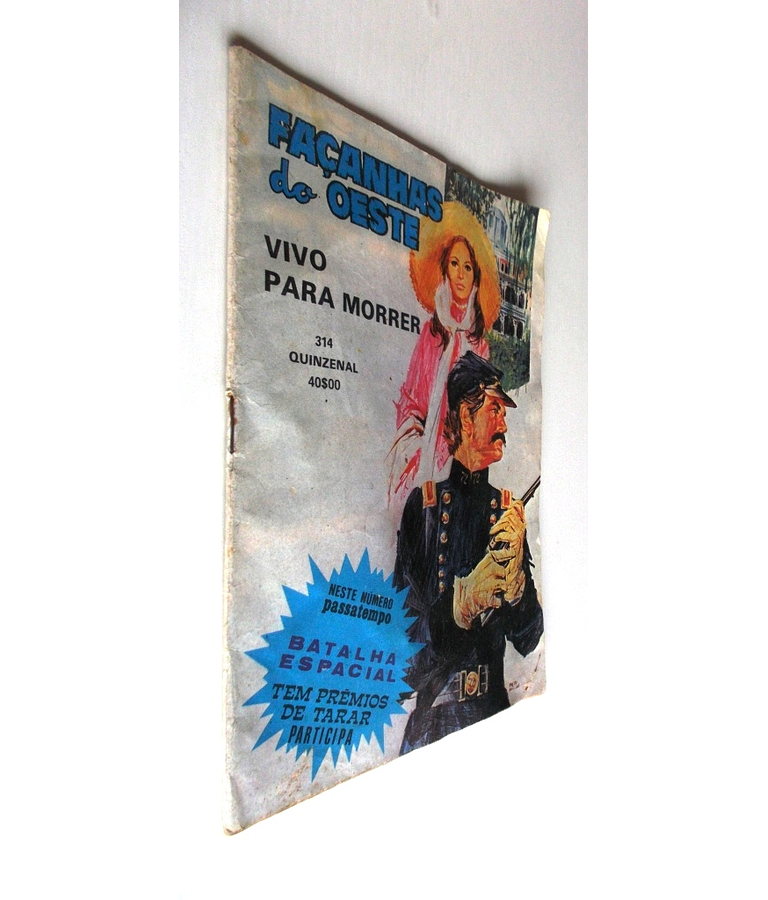 FAÇANHAS
do OESTE
VIVO
PARA MORRER
314
QUINZENAL
40$00
NESTE NÚMERO
passatempo
BATALHA
ESPACIAL
TEM PRÉMIOS
DE TARAR
PARTICIPA